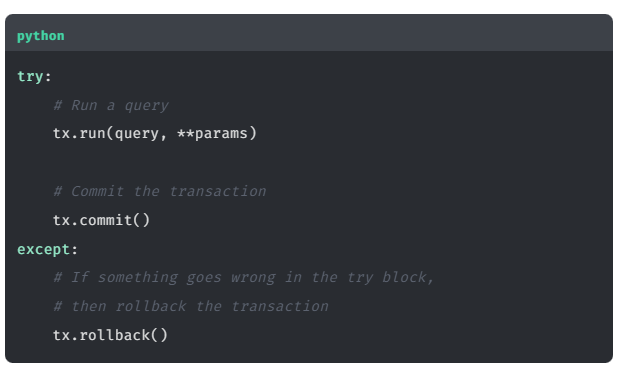 python
try:
    # Run a query
    tx.run(query, **params)
    # Commit the transaction
    tx.commit()
except:
    # If something goes wrong in the try block,
    # then rollback the transaction
    tx.rollback()